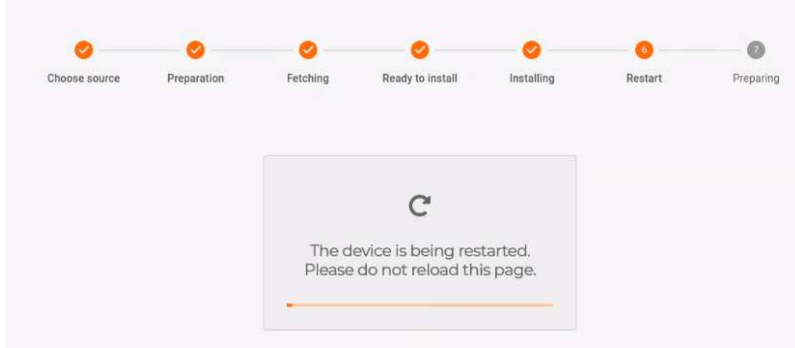 6
7
Choose source
Preparation
Fetching
Ready to install
Installing
Restart
Preparing
The device is being restarted.
Please do not reload this page.